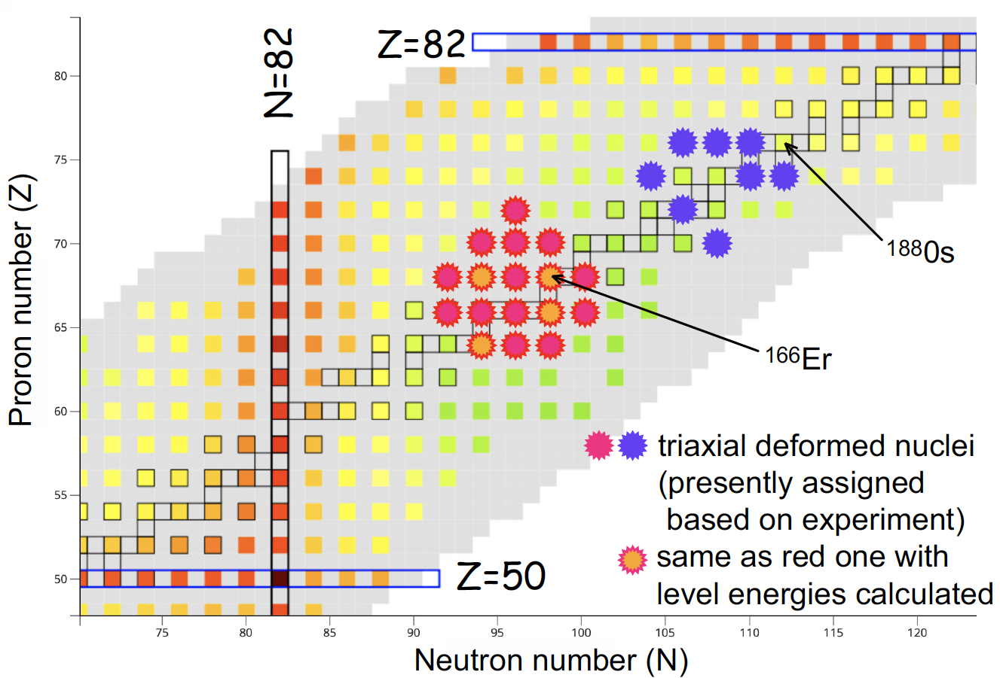 Z=82
N=82
80
75
70
65
60
55
50
Proron number (Z)
188Os
166Er
triaxial deformed nuclei
(presently assigned
based on experiment)
same as red one with
level energies calculated
Z=50
75
80
85
90
95
100
105
110
115
120
Neutron number (N)